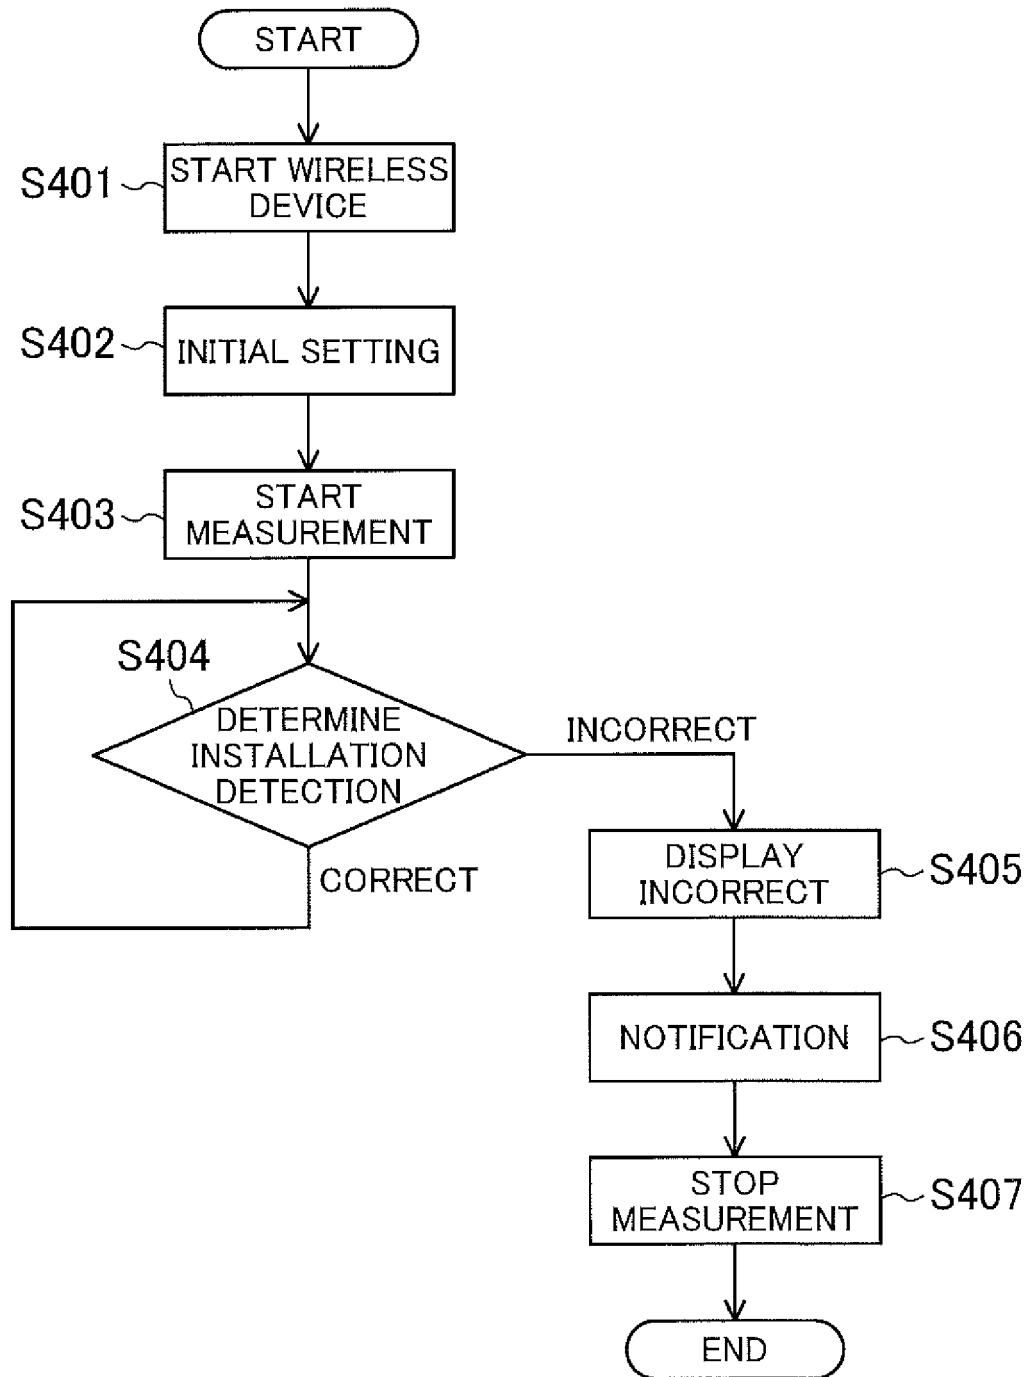 START
S401
START WIRELESS
DEVICE
S402
INITIAL SETTING
S403
START
MEASUREMENT
S404
DETERMINE
INSTALLATION
DETECTION
INCORRECT
CORRECT
DISPLAY
INCORRECT
S405
NOTIFICATION
S406
STOP
MEASUREMENT
S407
END